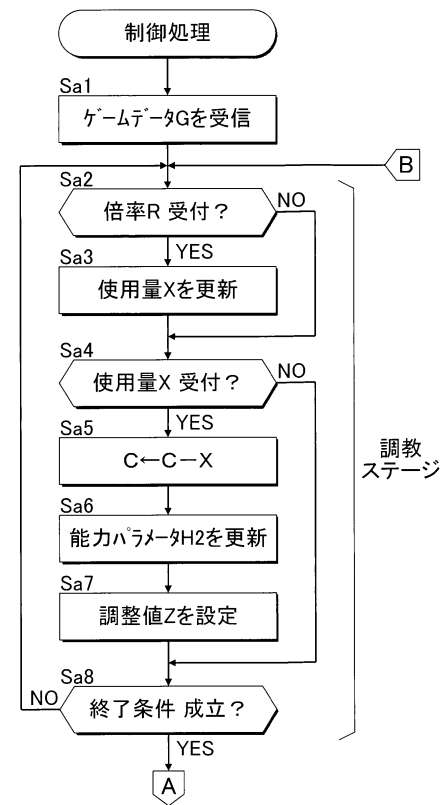 制御処理
Sa1
ｹﾞｰﾑﾃﾞｰﾀGを受信
B
Sa2
倍率R 受付？
NO
YES
Sa3
使用量Xを更新
Sa4
使用量X 受付？
NO
YES
Sa5
C←C－X
Sa6
能力ﾊﾟﾗﾒｰﾀH2を更新
Sa7
調整値Zを設定
Sa8
終了条件 成立？
NO
YES
A
調教
ステージ